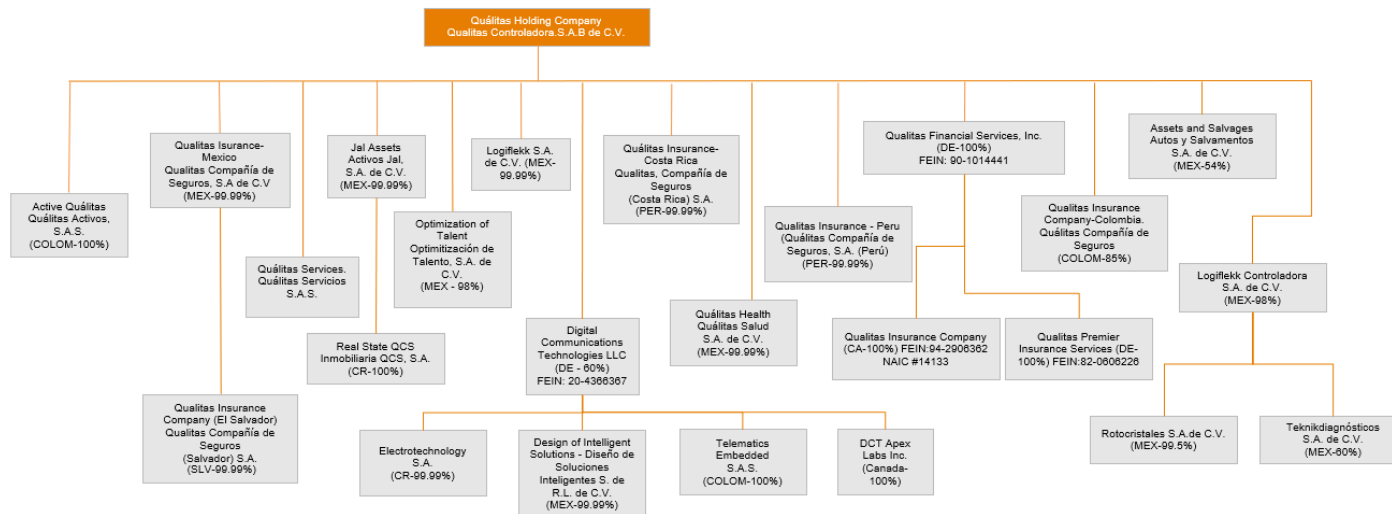 Quálitas Holding Company
Qualitas Controladora.S.A.B de C.V.
Active Quálitas
Quálitas Activos,
S.A.S.
(COLOM-100%)
Qualitas Isurance-
Mexico
Qualitas Compañía de
Seguros, S.A de C.V
(MEX-99.99%)
Qualitas Insurance
Company (El Salvador)
Qualitas Compañía de
Seguros
(Salvador) S.A.
(SLV-99.99%)
Quálitas Services.
Quálitas Servicios
S.A.S.
Jal Assets
Activos Jal,
S.A. de C.V.
(MEX-99.99%)
Real State QCS
Inmobiliaria QCS, S.A.
(CR-100%)
Optimization of
Talent
Optimitización de
Talento, S.A. de
C.V.
(MEX - 98%)
Logiflekk S.A.
de C.V. (MEX-
99.99%)
Digital
Communications
Technologies LLC
(DE - 60%)
FEIN: 20-4366367
Electrotechnology
S.A.
(CR-99.99%)
Design of Intelligent
Solutions - Diseño de
Soluciones
Inteligentes S. de
R.L. de C.V.
(MEX-99.99%)
Telematics
Embedded
S.A.S.
(COLOM-100%)
DCT Apex
Labs Inc.
(Canada-
100%)
Quálitas Insurance-
Costa Rica
Qualitas, Compañía de
Seguros
(Costa Rica) S.A.
(PER-99.99%)
Quálitas Health
Quálitas Salud
S.A. de C.V.
(MEX-99.99%)
Qualitas Insurance - Peru
(Quálitas Compañía de
Seguros, S.A. (Perú)
(PER-99.99%)
Qualitas Financial Services, Inc.
(DE-100%)
FEIN: 90-1014441
Qualitas Insurance Company
(CA-100%) FEIN:94-2906362
NAIC #14133
Qualitas Premier
Insurance Services (DE-
100%) FEIN:82-0606226
Qualitas Insurance
Company-Colombia.
Quálitas Compañía de
Seguros
(COLOM-85%)
Assets and Salvages
Autos y Salvamentos
S.A. de C.V.
(MEX-54%)
Logiflekk Controladora
S.A. de C.V.
(MEX-98%)
Rotocristales S.A.de C.V.
(MEX-99.5%)
Teknikdiagnósticos
S.A. de C.V.
(MEX-60%)